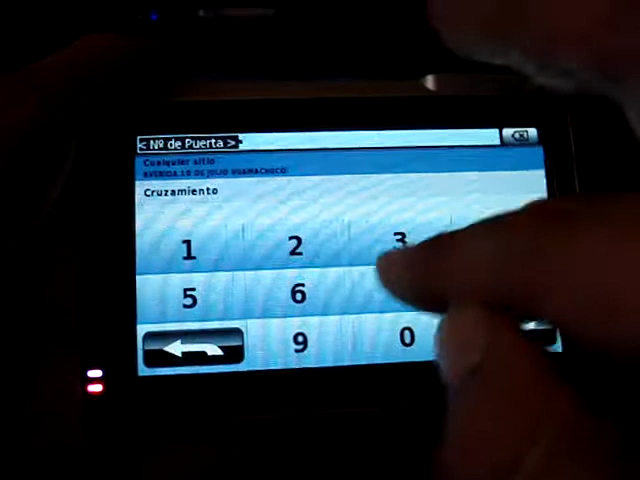 < Nº de Puerta >
Cualquier sitio
AVENIDA 10 DE JULIO HUAMACHUCO
Cruzamiento
1 2 3
5 6
9 0